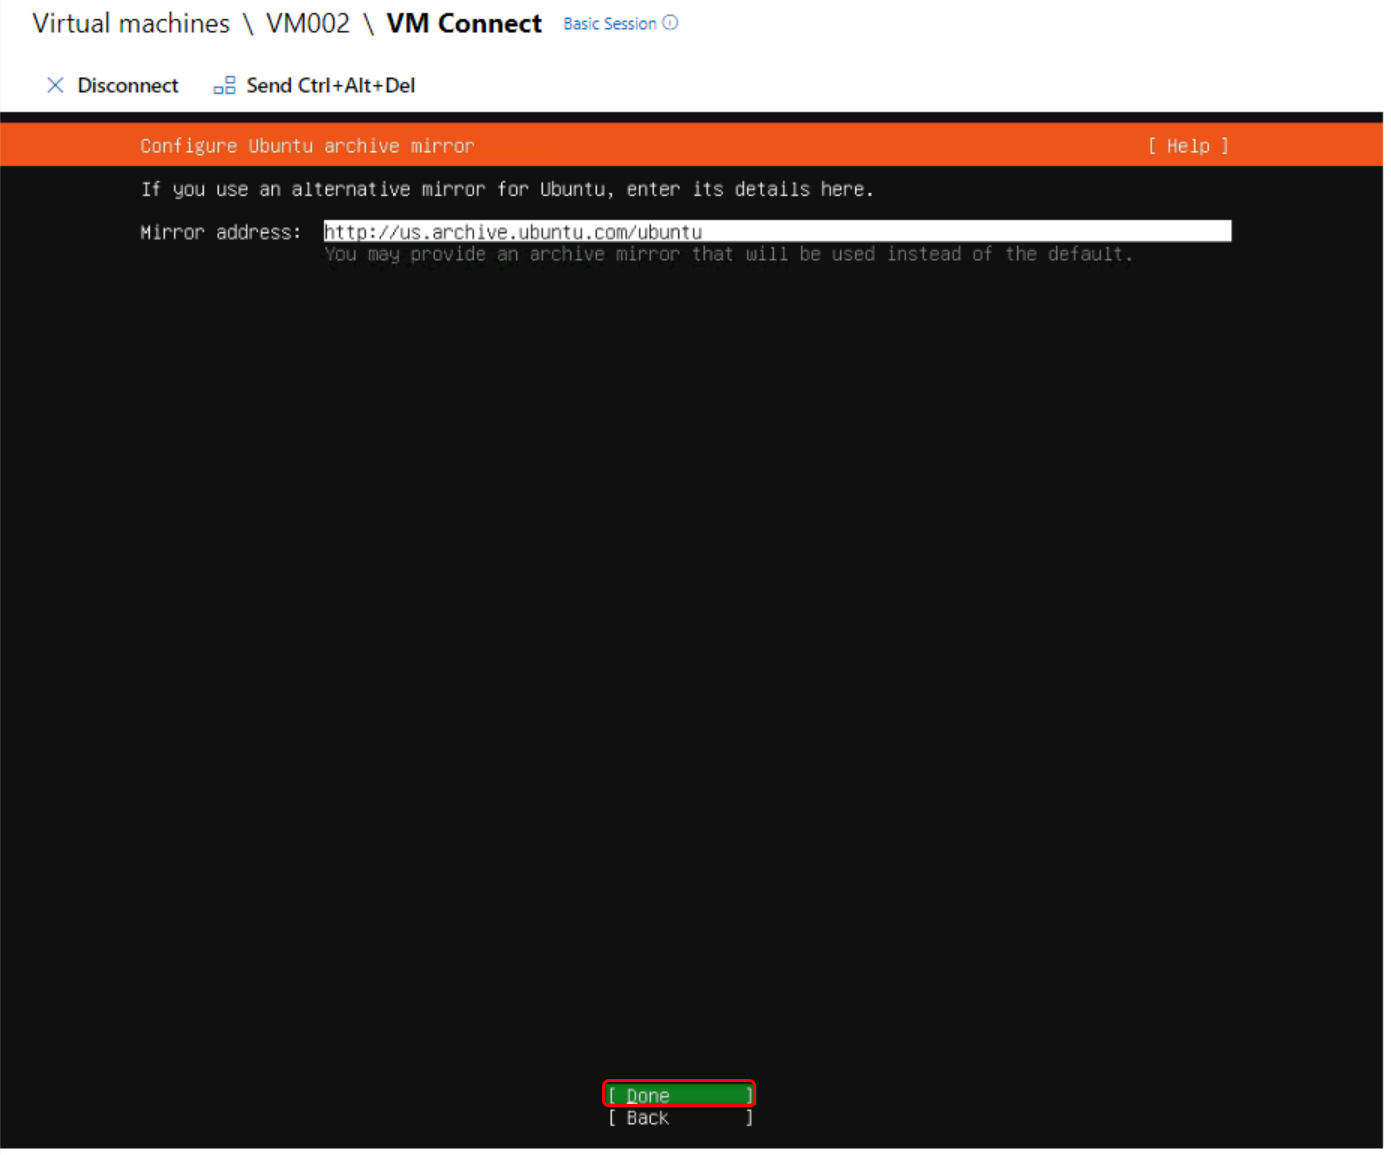 Virtual machines \ VM002 \ VM Connect Basic Session
Disconnect Send Ctrl+Alt+Del
Configure Ubuntu archive mirror [ Help ]
If you use an alternative mirror for Ubuntu, enter its details here.
Mirror address: http://us.archive.ubuntu.com/ubuntu
You may provide an archive mirror that will be used instead of the default.
[ Done ]
[ Back ]